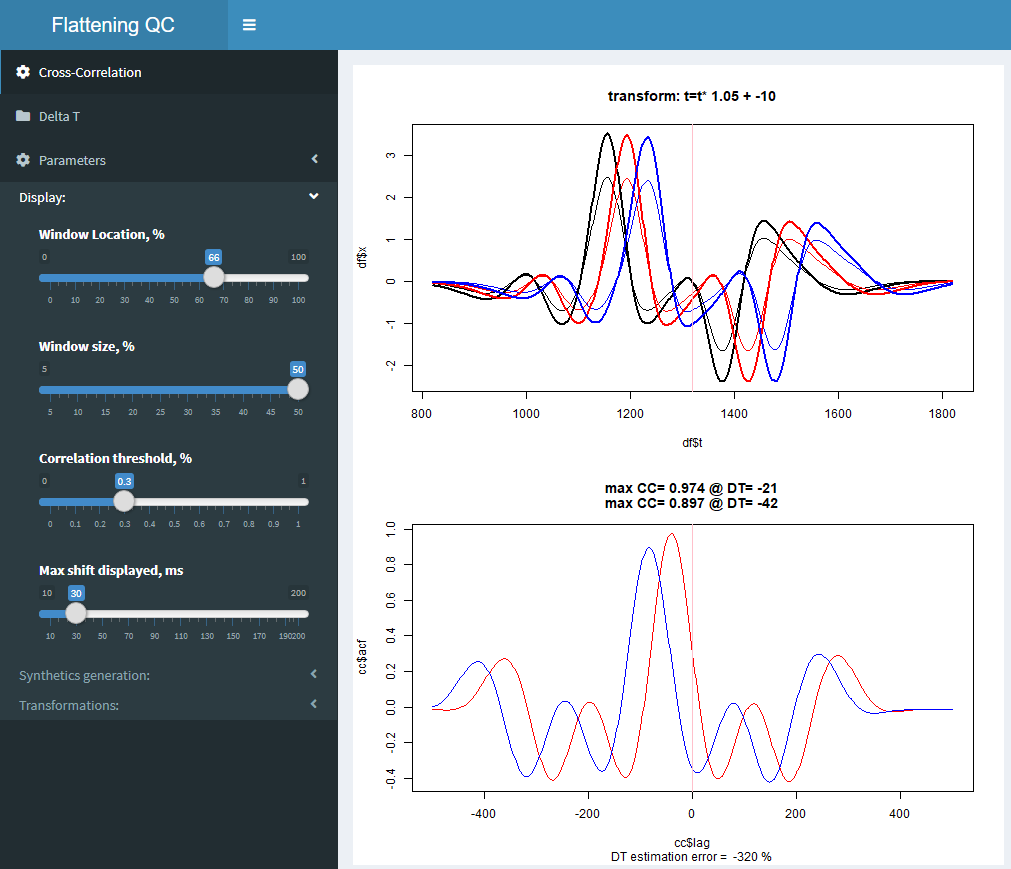 Flattening QC
Cross-Correlation
Delta T
Parameters
Display:
Window Location, %
0 66 100
0 10 20 30 40 50 60 70 80 90 100
Window size, %
5 50
5 10 15 20 25 30 35 40 45 50
Correlation threshold, %
0 0.3 1
0 0.1 0.2 0.3 0.4 0.5 0.6 0.7 0.8 0.9 1
Max shift displayed, ms
10 30 200
10 30 50 70 90 110 130 150 170 190 200
Synthetics generation:
Transformations:
transform: t=t* 1.05 + -10
df$x
3
2
1
0
-1
-2
800 1000 1200 1400 1600 1800
df$t
max CC= 0.974 @ DT= -21
max CC= 0.897 @ DT= -42
cc$acf
1.0
0.8
0.6
0.4
0.2
0.0
-0.2
-0.4
-400 -200 0 200 400
cc$lag
DT estimation error = -320 %